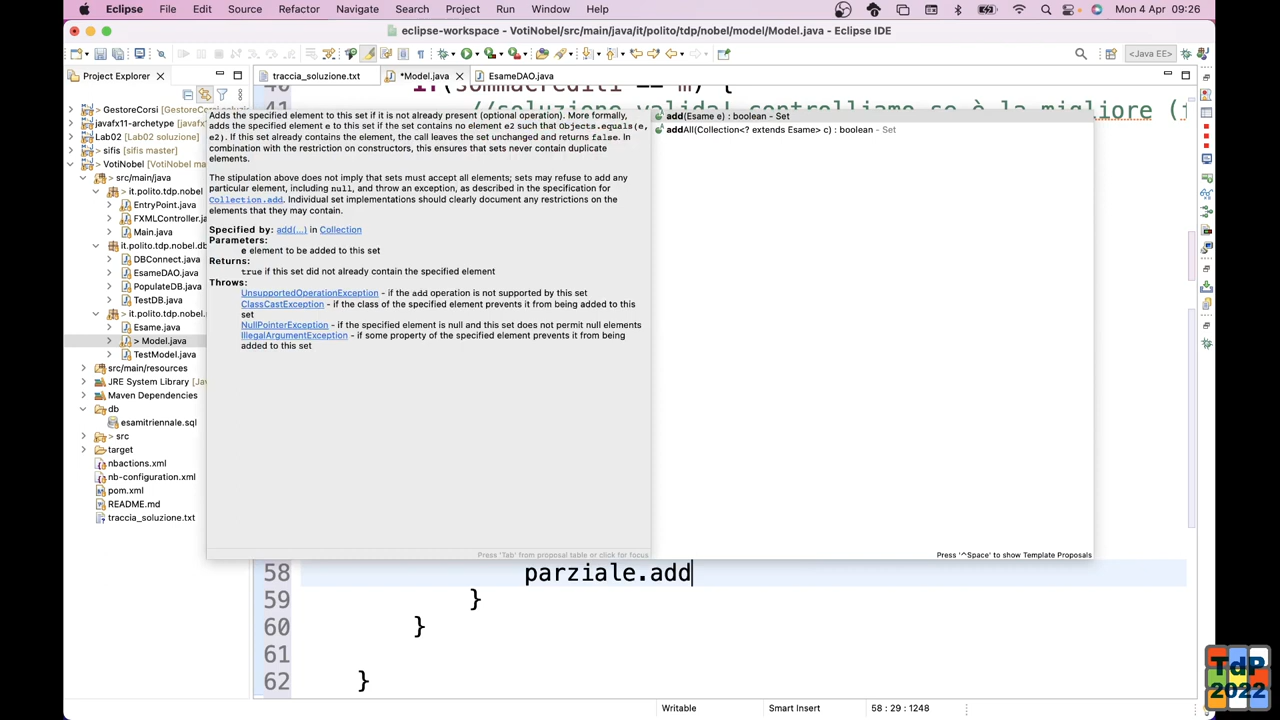 Eclipse File Edit Source Refactor Navigate Search Project Run Window Help Mon 4 Apr 09:26
eclipse-workspace - VotiNobel/src/main/java/it/polito/tdp/nobel/model/Model.java - Eclipse IDE
<Java EE>
Project Explorer
traccia_soluzione.txt
*Model.java
EsameDAO.java
GestoreCorsi
javafx11-archetype
Lab02 (Lab02 soluzione)
sifis (sifis master)
VotiNobel
src/main/java
it.polito.tdp.nobel
EntryPoint.java
FXMLController.j
Main.java
it.polito.tdp.nobel.db
DBConnect.java
EsameDAO.java
PopulateDB.java
TestDB.java
it.polito.tdp.nobel.
Esame.java
> Model.java
TestModel.java
src/main/resources
JRE System Library
Maven Dependencies
db
esamitriennale.sql
> src
target
nbactions.xml
nb-configuration.xml
pom.xml
README.md
traccia_soluzione.txt
41
Adds the specified element to this set if it is not already present (optional operation). More formally,
adds the specified element e to this set if the set contains no element e2 such that Objects.equals(e,
e2). If this set already contains the element, the call leaves the set unchanged and returns false. In
combination with the restriction on constructors, this ensures that sets never contain duplicate
elements.
The stipulation above does not imply that sets must accept all elements; sets may refuse to add any
particular element, including null, and throw an exception, as described in the specification for
Collection.add. Individual set implementations should clearly document any restrictions on the
elements that they may contain.
Specified by: add(...) in Collection
Parameters:
e element to be added to this set
Returns:
true if this set did not already contain the specified element
Throws:
UnsupportedOperationException - if the add operation is not supported by this set
ClassCastException - if the class of the specified element prevents it from being added to this
set
NullPointerException - if the specified element is null and this set does not permit null elements
IllegalArgumentException - if some property of the specified element prevents it from being
added to this set
Press 'Tab' from proposal table or click for focus
add(Esame e) : boolean - Set
addAll(Collection<? extends Esame> c) : boolean - Set
Press '^Space' to show Template Proposals
58 parziale.add
59 }
60 }
61
62 }
Writable Smart Insert 58 : 29 : 1248
TdP
2022